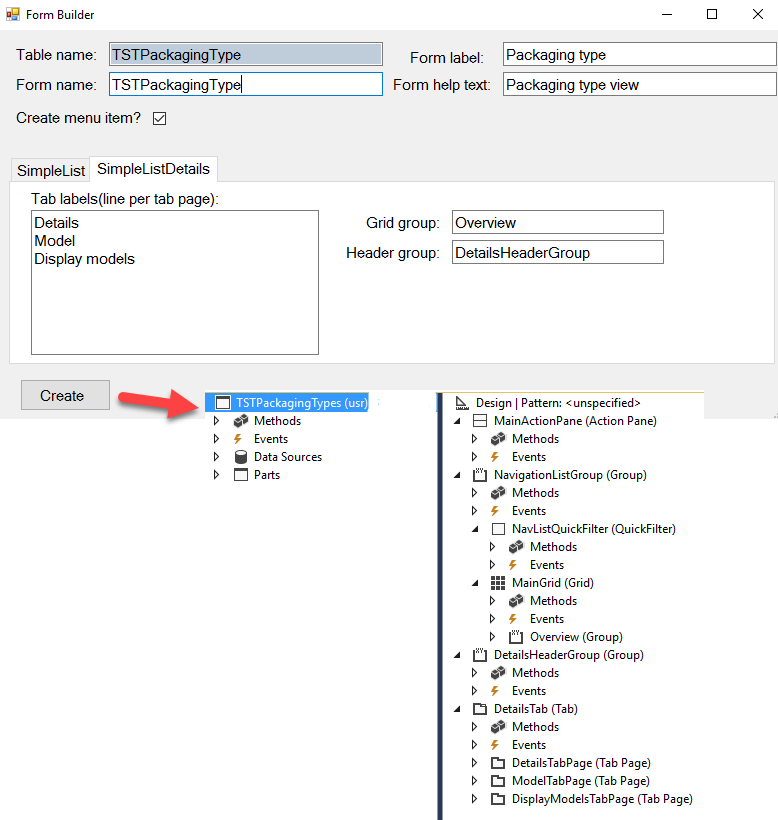 Form Builder
Table name: TSTPackagingType Form label: Packaging type
Form name: TSTPackagingType Form help text: Packaging type view
Create menu item?
SimpleList SimpleListDetails
Tab labels(line per tab page):
Details
Model
Display models
Grid group: Overview
Header group: DetailsHeaderGroup
Create
TSTPackagingTypes (usr)
Methods
Events
Data Sources
Parts
Design | Pattern: <unspecified>
MainActionPane (Action Pane)
Methods
Events
NavigationListGroup (Group)
Methods
Events
NavListQuickFilter (QuickFilter)
Methods
Events
MainGrid (Grid)
Methods
Events
Overview (Group)
DetailsHeaderGroup (Group)
Methods
Events
DetailsTab (Tab)
Methods
Events
DetailsTabPage (Tab Page)
ModelTabPage (Tab Page)
DisplayModelsTabPage (Tab Page)